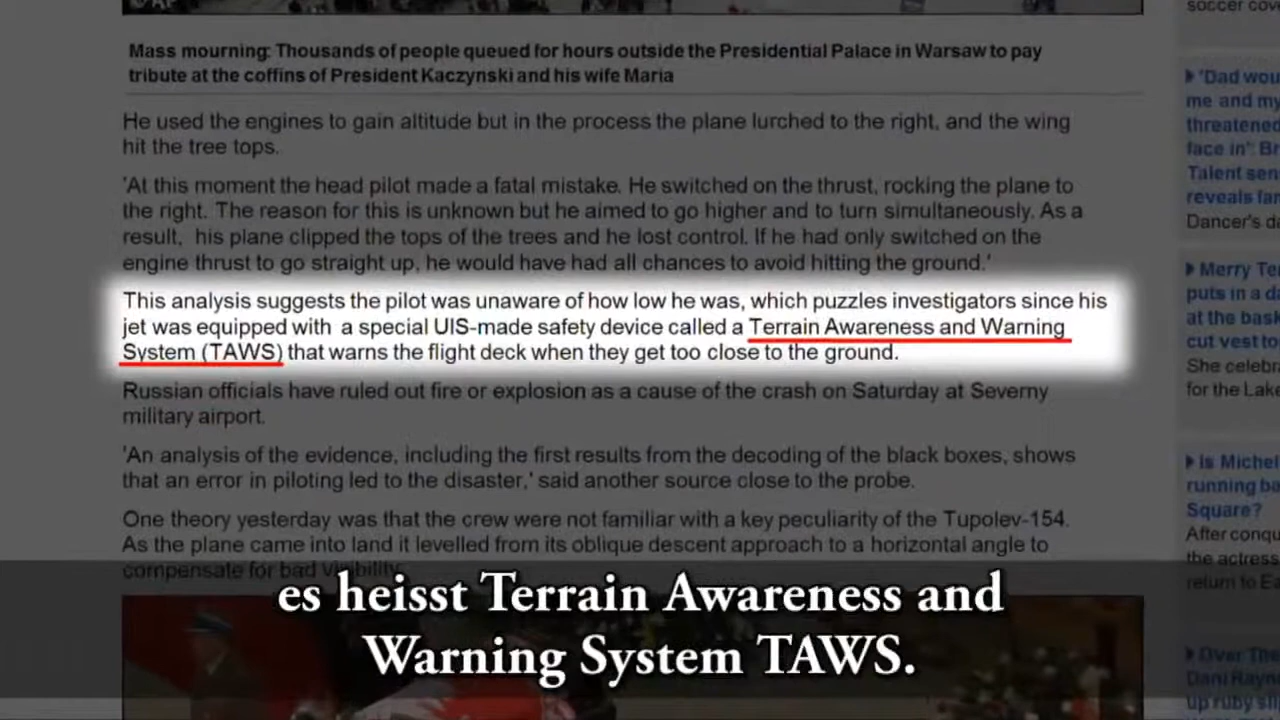 Mass mourning: Thousands of people queued for hours outside the Presidential Palace in Warsaw to pay
tribute at the coffins of President Kaczynski and his wife Maria
He used the engines to gain altitude but in the process the plane lurched to the right, and the wing
hit the tree tops.
'At this moment the head pilot made a fatal mistake. He switched on the thrust, rocking the plane to
the right. The reason for this is unknown but he aimed to go higher and to turn simultaneously. As a
result, his plane clipped the tops of the trees and he lost control. If he had only switched on the
engine thrust to go straight up, he would have had all chances to avoid hitting the ground.'
This analysis suggests the pilot was unaware of how low he was, which puzzles investigators since his
jet was equipped with a special UIS-made safety device called a Terrain Awareness and Warning
System (TAWS) that warns the flight deck when they get too close to the ground.
Russian officials have ruled out fire or explosion as a cause of the crash on Saturday at Severny
military airport.
'An analysis of the evidence, including the first results from the decoding of the black boxes, shows
that an error in piloting led to the disaster,' said another source close to the probe.
One theory yesterday was that the crew were not familiar with a key peculiarity of the Tupolev-154.
As the plane came into land it levelled from its oblique descent approach to a horizontal angle to
compensate for bad visibility.
es heisst Terrain Awareness and
Warning System TAWS.
soccer
'Dad
me and my
threatened
face in'
Talent
reveals
Dancer's
Merry
puts in a
at the
cut vest to
She
for the
Is
running
Square?
After
the actress
return to
Over
Dani
up ruby